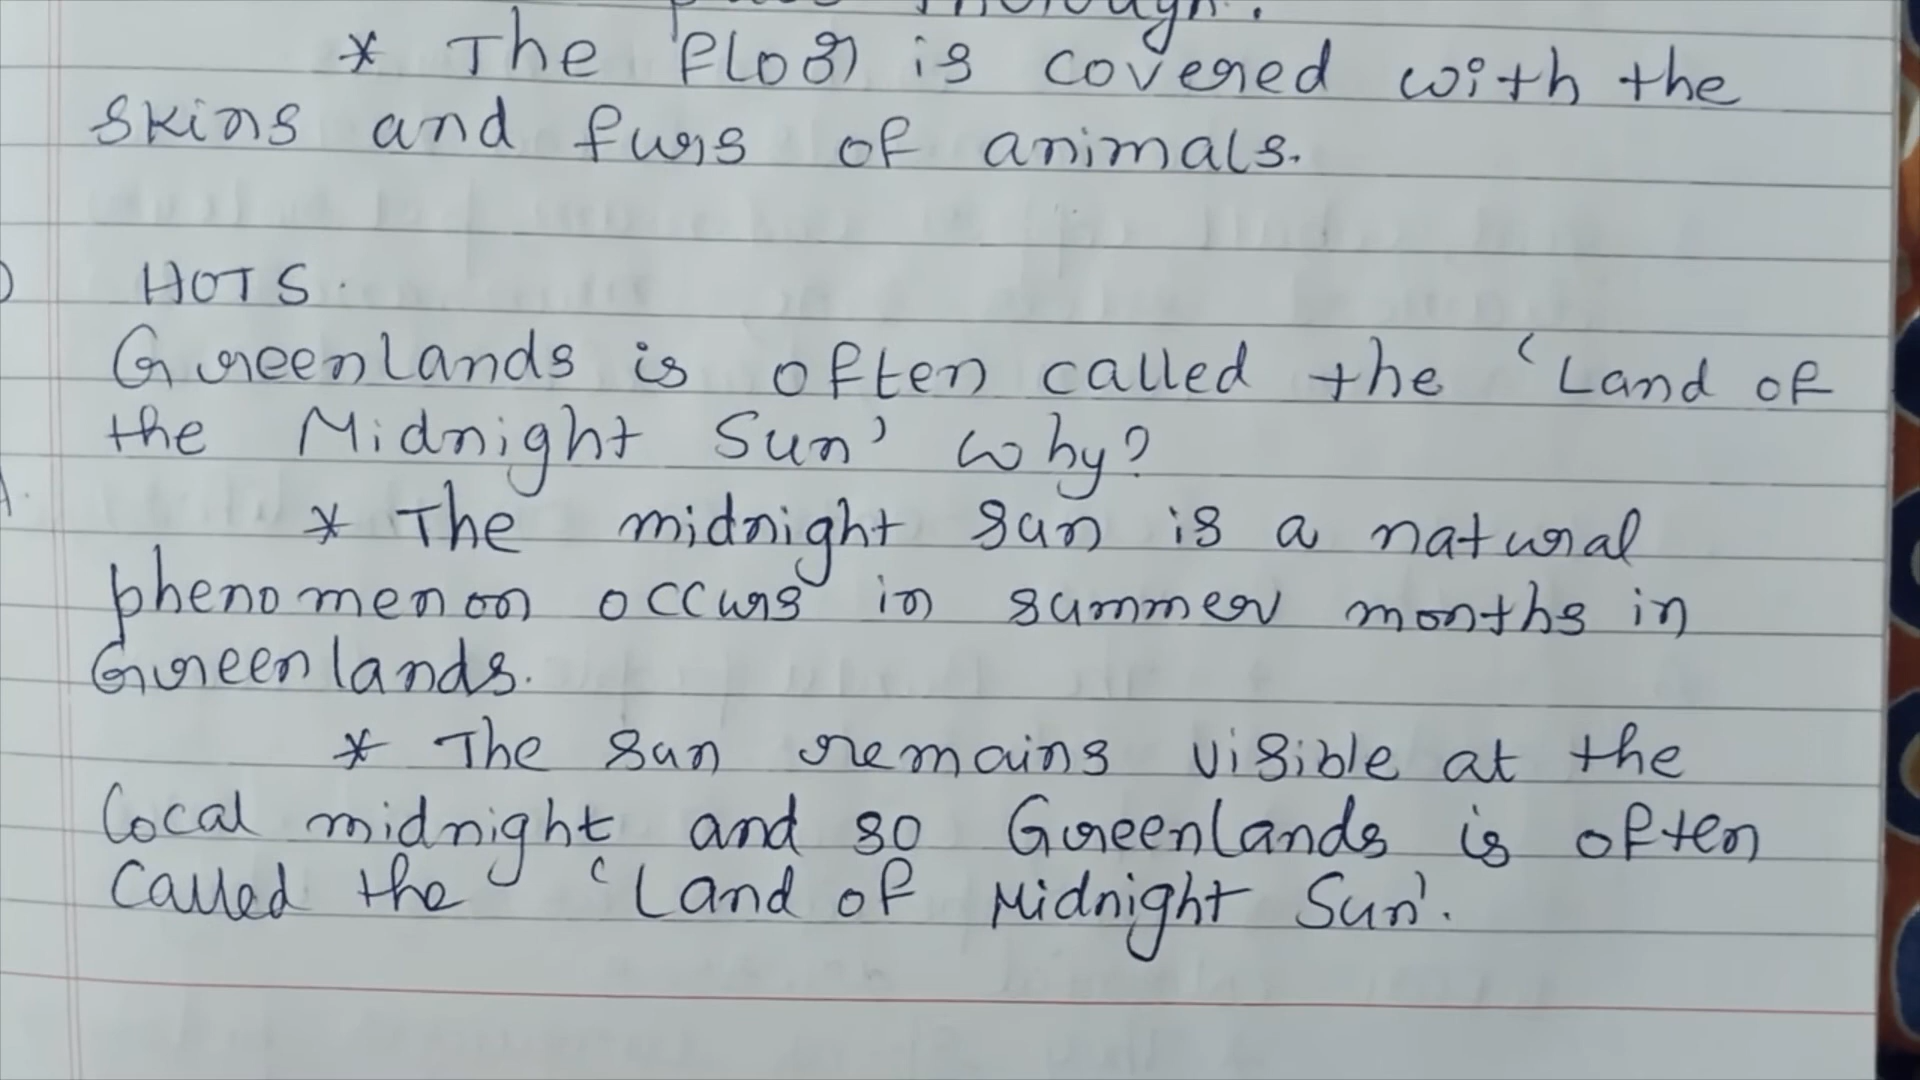 through.
* The floor is covered with the
skins and furs of animals.
HOTS.
Greenlands is often called the 'Land of
the Midnight Sun' why?
* The midnight sun is a natural
phenomenon occurs in summer months in
Greenlands.
* The sun remains visible at the
local midnight and so Greenlands is often
called the 'Land of Midnight Sun'.